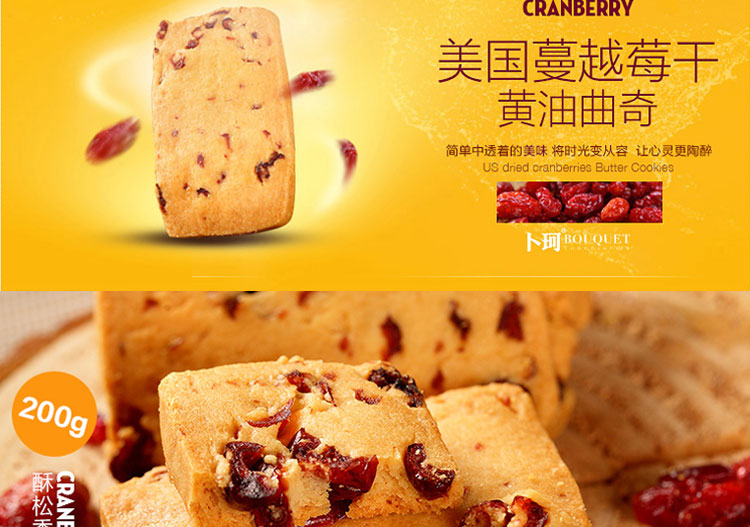 CRANBERRY
美国蔓越莓干
黄油曲奇
简单中透着的美味 将时光变从容 让心灵更陶醉
US dried cranberries Butter Cookies
卜珂 BOUQUET
200g
CRANB
酥松香